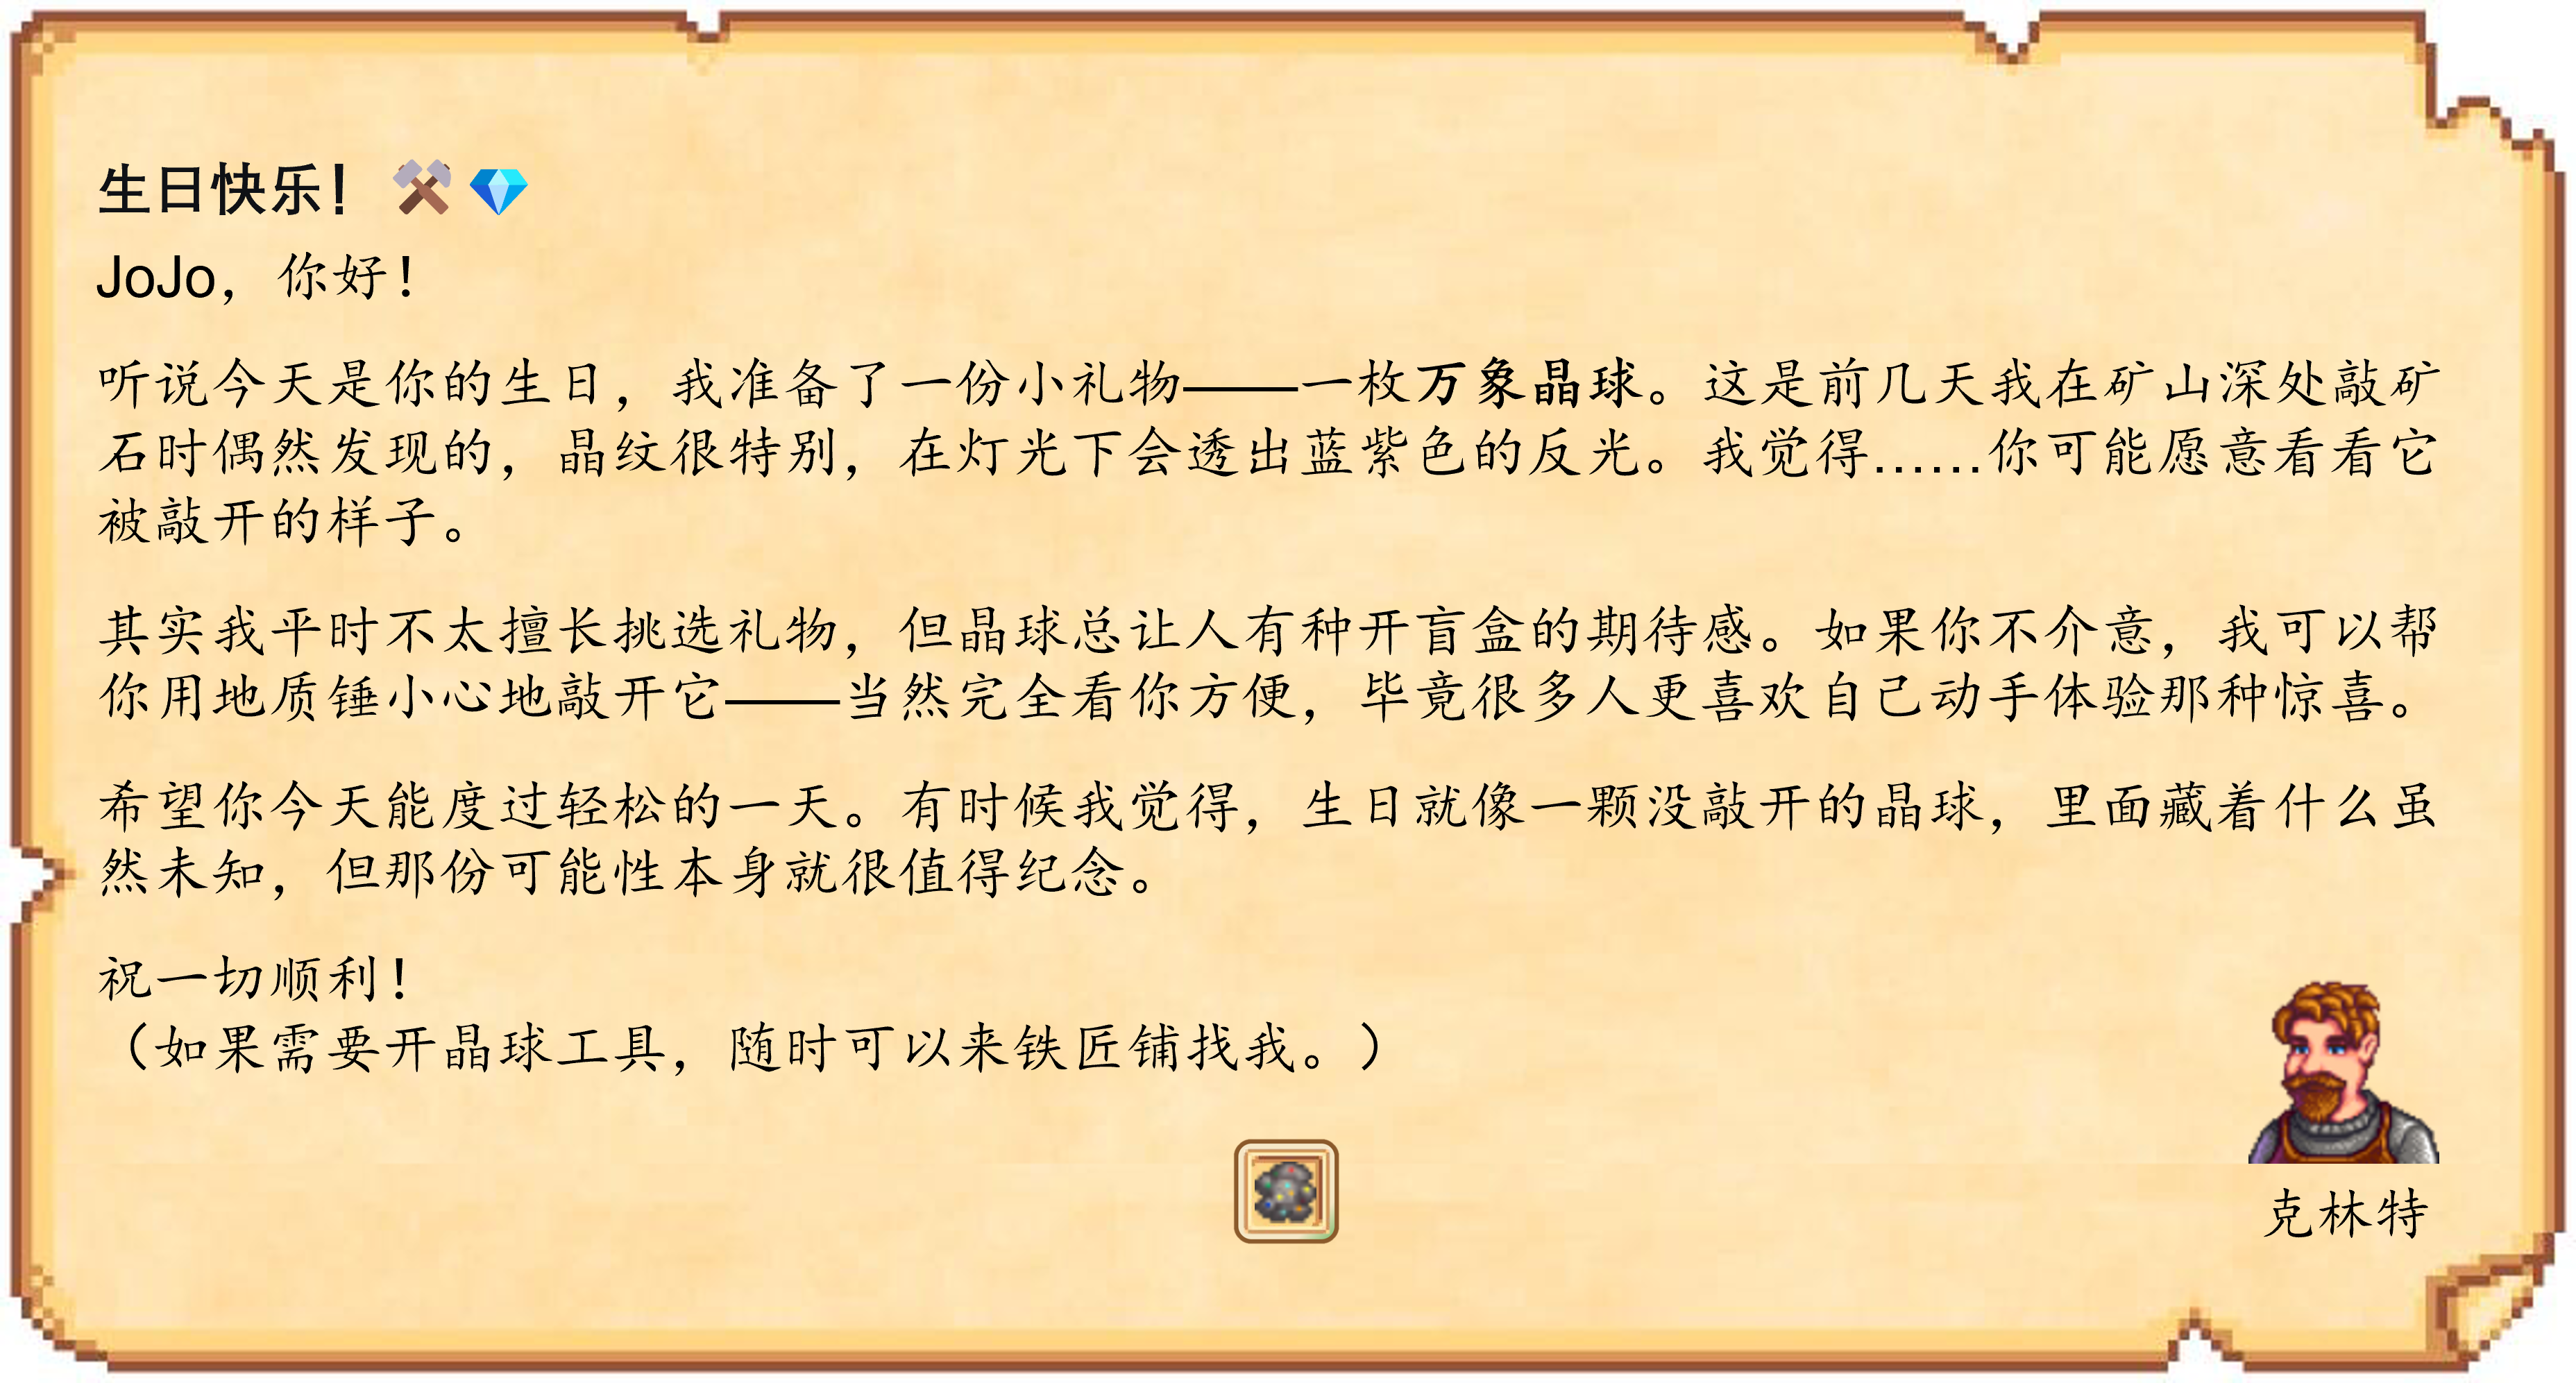 生日快乐！
JoJo，你好！
听说今天是你的生日，我准备了一份小礼物——一枚万象晶球。这是前几天我在矿山深处敲矿
石时偶然发现的，晶纹很特别，在灯光下会透出蓝紫色的反光。我觉得……你可能愿意看看它
被敲开的样子。
其实我平时不太擅长挑选礼物，但晶球总让人有种开盲盒的期待感。如果你不介意，我可以帮
你用地质锤小心地敲开它——当然完全看你方便，毕竟很多人更喜欢自己动手体验那种惊喜。
希望你今天能度过轻松的一天。有时候我觉得，生日就像一颗没敲开的晶球，里面藏着什么虽
然未知，但那份可能性本身就很值得纪念。
祝一切顺利！
（如果需要开晶球工具，随时可以来铁匠铺找我。）
克林特